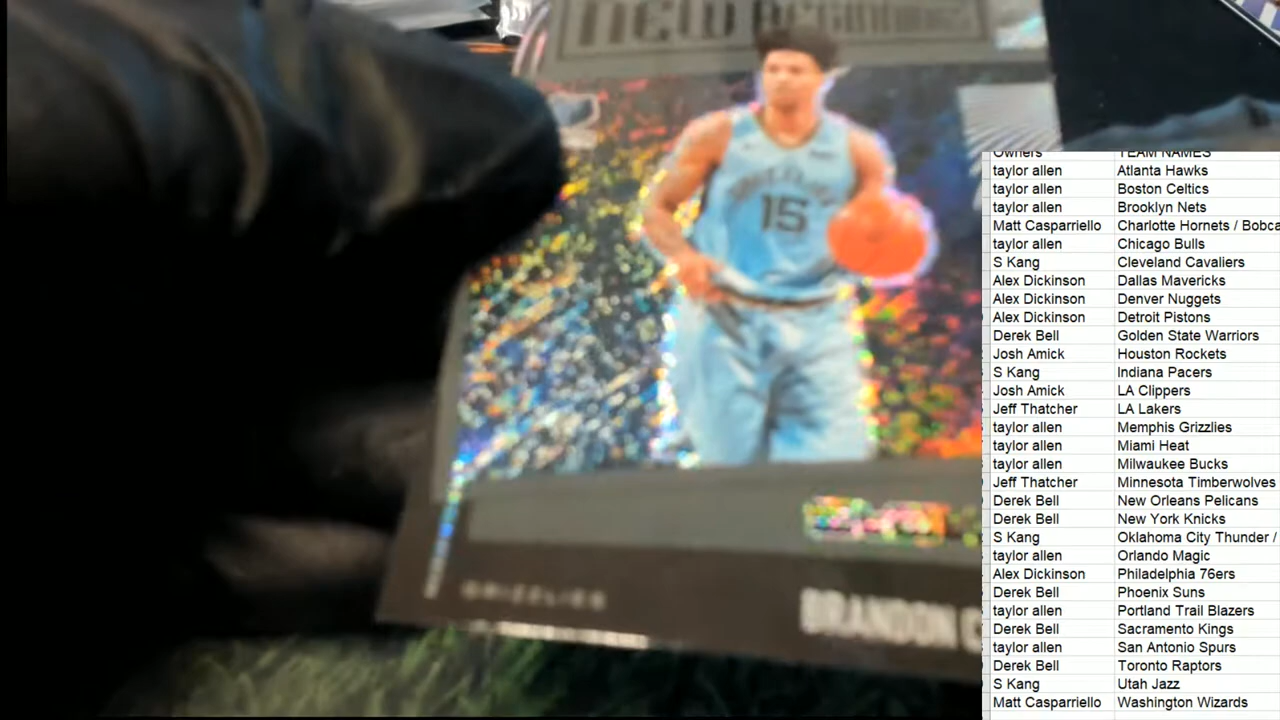 new
15
GRIZZLIES
BRANDON C
Owners TEAM NAMES
taylor allen Atlanta Hawks
taylor allen Boston Celtics
taylor allen Brooklyn Nets
Matt Casparriello Charlotte Hornets / Bobca
taylor allen Chicago Bulls
S Kang Cleveland Cavaliers
Alex Dickinson Dallas Mavericks
Alex Dickinson Denver Nuggets
Alex Dickinson Detroit Pistons
Derek Bell Golden State Warriors
Josh Amick Houston Rockets
S Kang Indiana Pacers
Josh Amick LA Clippers
Jeff Thatcher LA Lakers
taylor allen Memphis Grizzlies
taylor allen Miami Heat
taylor allen Milwaukee Bucks
Jeff Thatcher Minnesota Timberwolves
Derek Bell New Orleans Pelicans
Derek Bell New York Knicks
S Kang Oklahoma City Thunder /
taylor allen Orlando Magic
Alex Dickinson Philadelphia 76ers
Derek Bell Phoenix Suns
taylor allen Portland Trail Blazers
Derek Bell Sacramento Kings
taylor allen San Antonio Spurs
Derek Bell Toronto Raptors
S Kang Utah Jazz
Matt Casparriello Washington Wizards